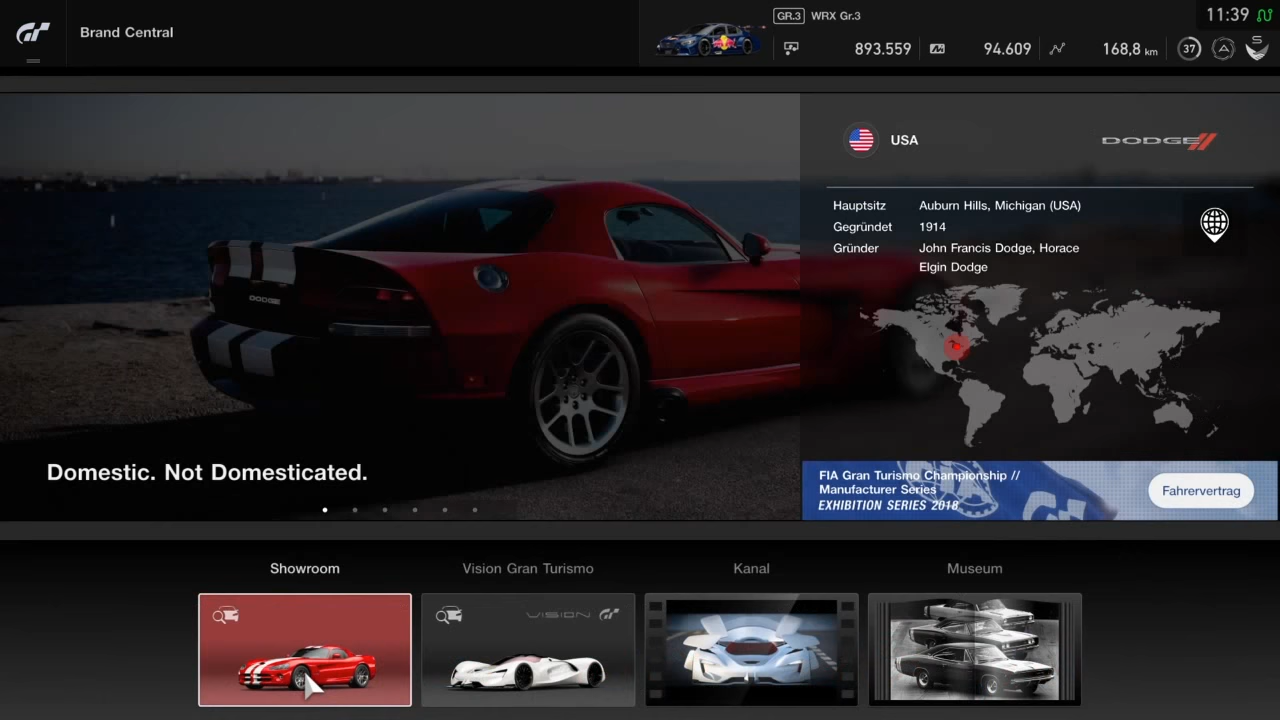 Brand Central
GR.3 WRX Gr.3
11:39
893.559
94.609
168,8 km
37
A
S
USA
DODGE
Hauptsitz Auburn Hills, Michigan (USA)
Gegründet 1914
Gründer John Francis Dodge, Horace
Elgin Dodge
DODGE
Domestic. Not Domesticated.
FIA Gran Turismo Championship //
Manufacturer Series
EXHIBITION SERIES 2018
Fahrervertrag
Showroom
Vision Gran Turismo
Kanal
Museum
VISION GT